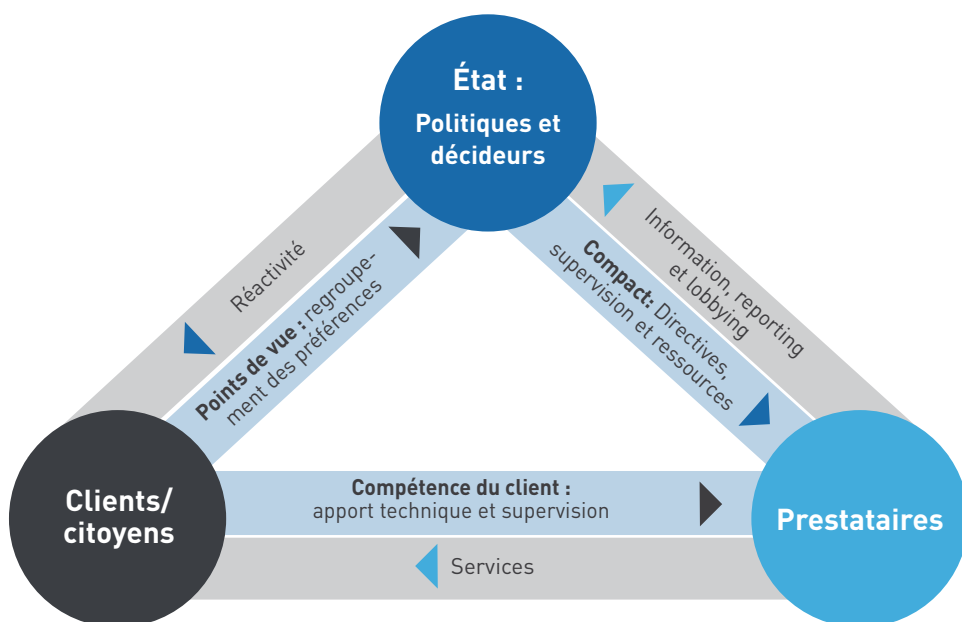 État :
Politiques et
décideurs
Réactivité
Points de vue : regroupe-
ment des préférences
Information, reporting
et lobbying
Compact: Directives,
supervision et ressources
Clients/
citoyens
Compétence du client :
apport technique et supervision
Services
Prestataires